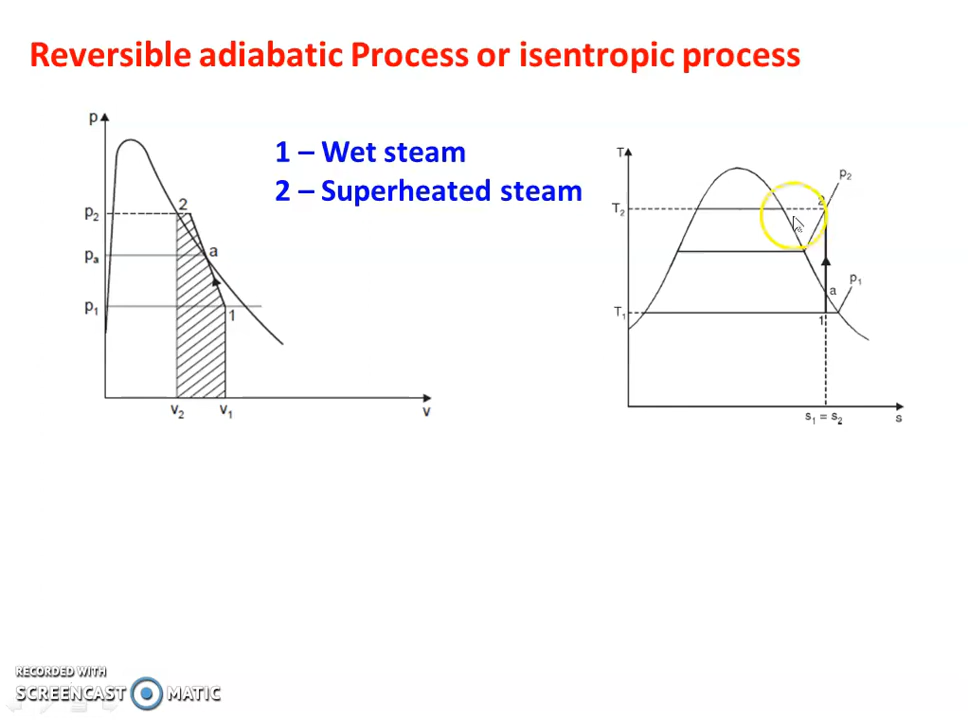 Reversible adiabatic Process or isentropic process
1 – Wet steam
2 – Superheated steam
p
p₂
pₐ
p₁
2
a
1
v₂
v₁
v
T
T₂
T₁
p₂
2
a
p₁
1
s₁ = s₂
s
RECORDED WITH
SCREENCAST MATIC